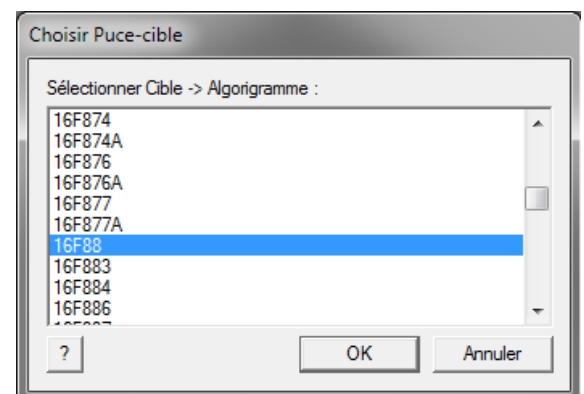 Choisir Puce-cible
Sélectionner Cible -> Algorigramme :
16F874
16F874A
16F876
16F876A
16F877
16F877A
16F88
16F883
16F884
16F886
? OK Annuler